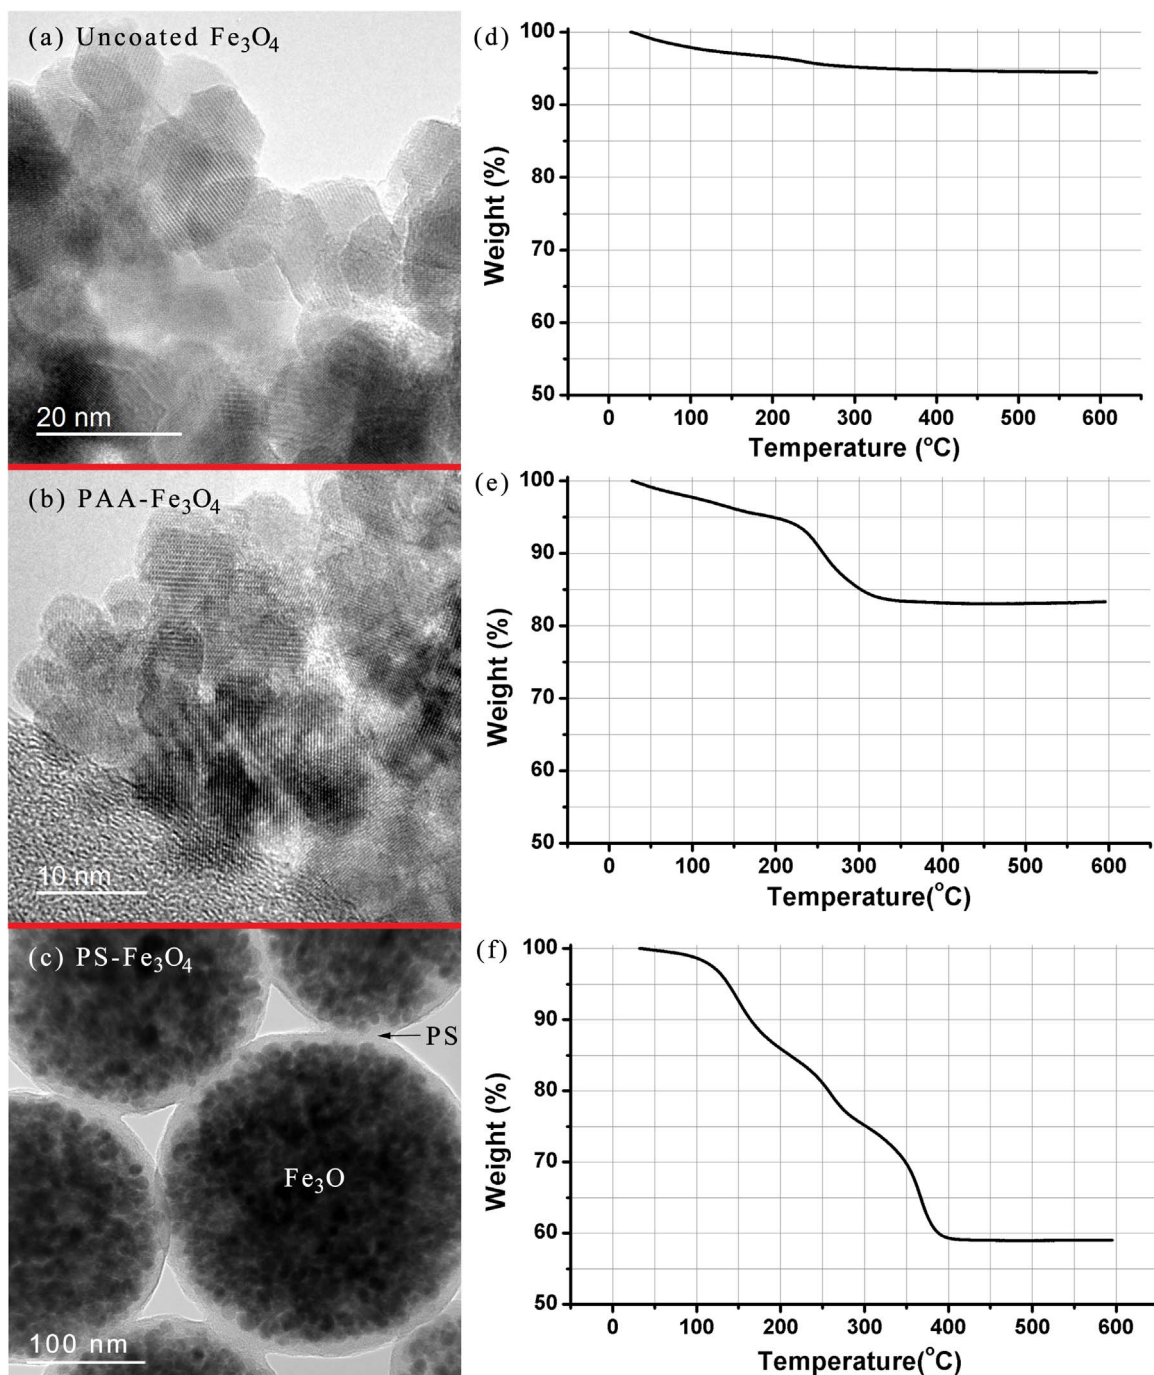 (a) Uncoated Fe₃O₄
20 nm
(b) PAA-Fe₃O₄
10 nm
(c) PS-Fe₃O₄
PS
Fe₃O
100 nm
(d)
100
90
80
70
60
50
Weight (%)
0 100 200 300 400 500 600
Temperature (°C)
(e)
100
90
80
70
60
50
Weight (%)
0 100 200 300 400 500 600
Temperature(°C)
(f)
100
90
80
70
60
50
Weight (%)
0 100 200 300 400 500 600
Temperature(°C)